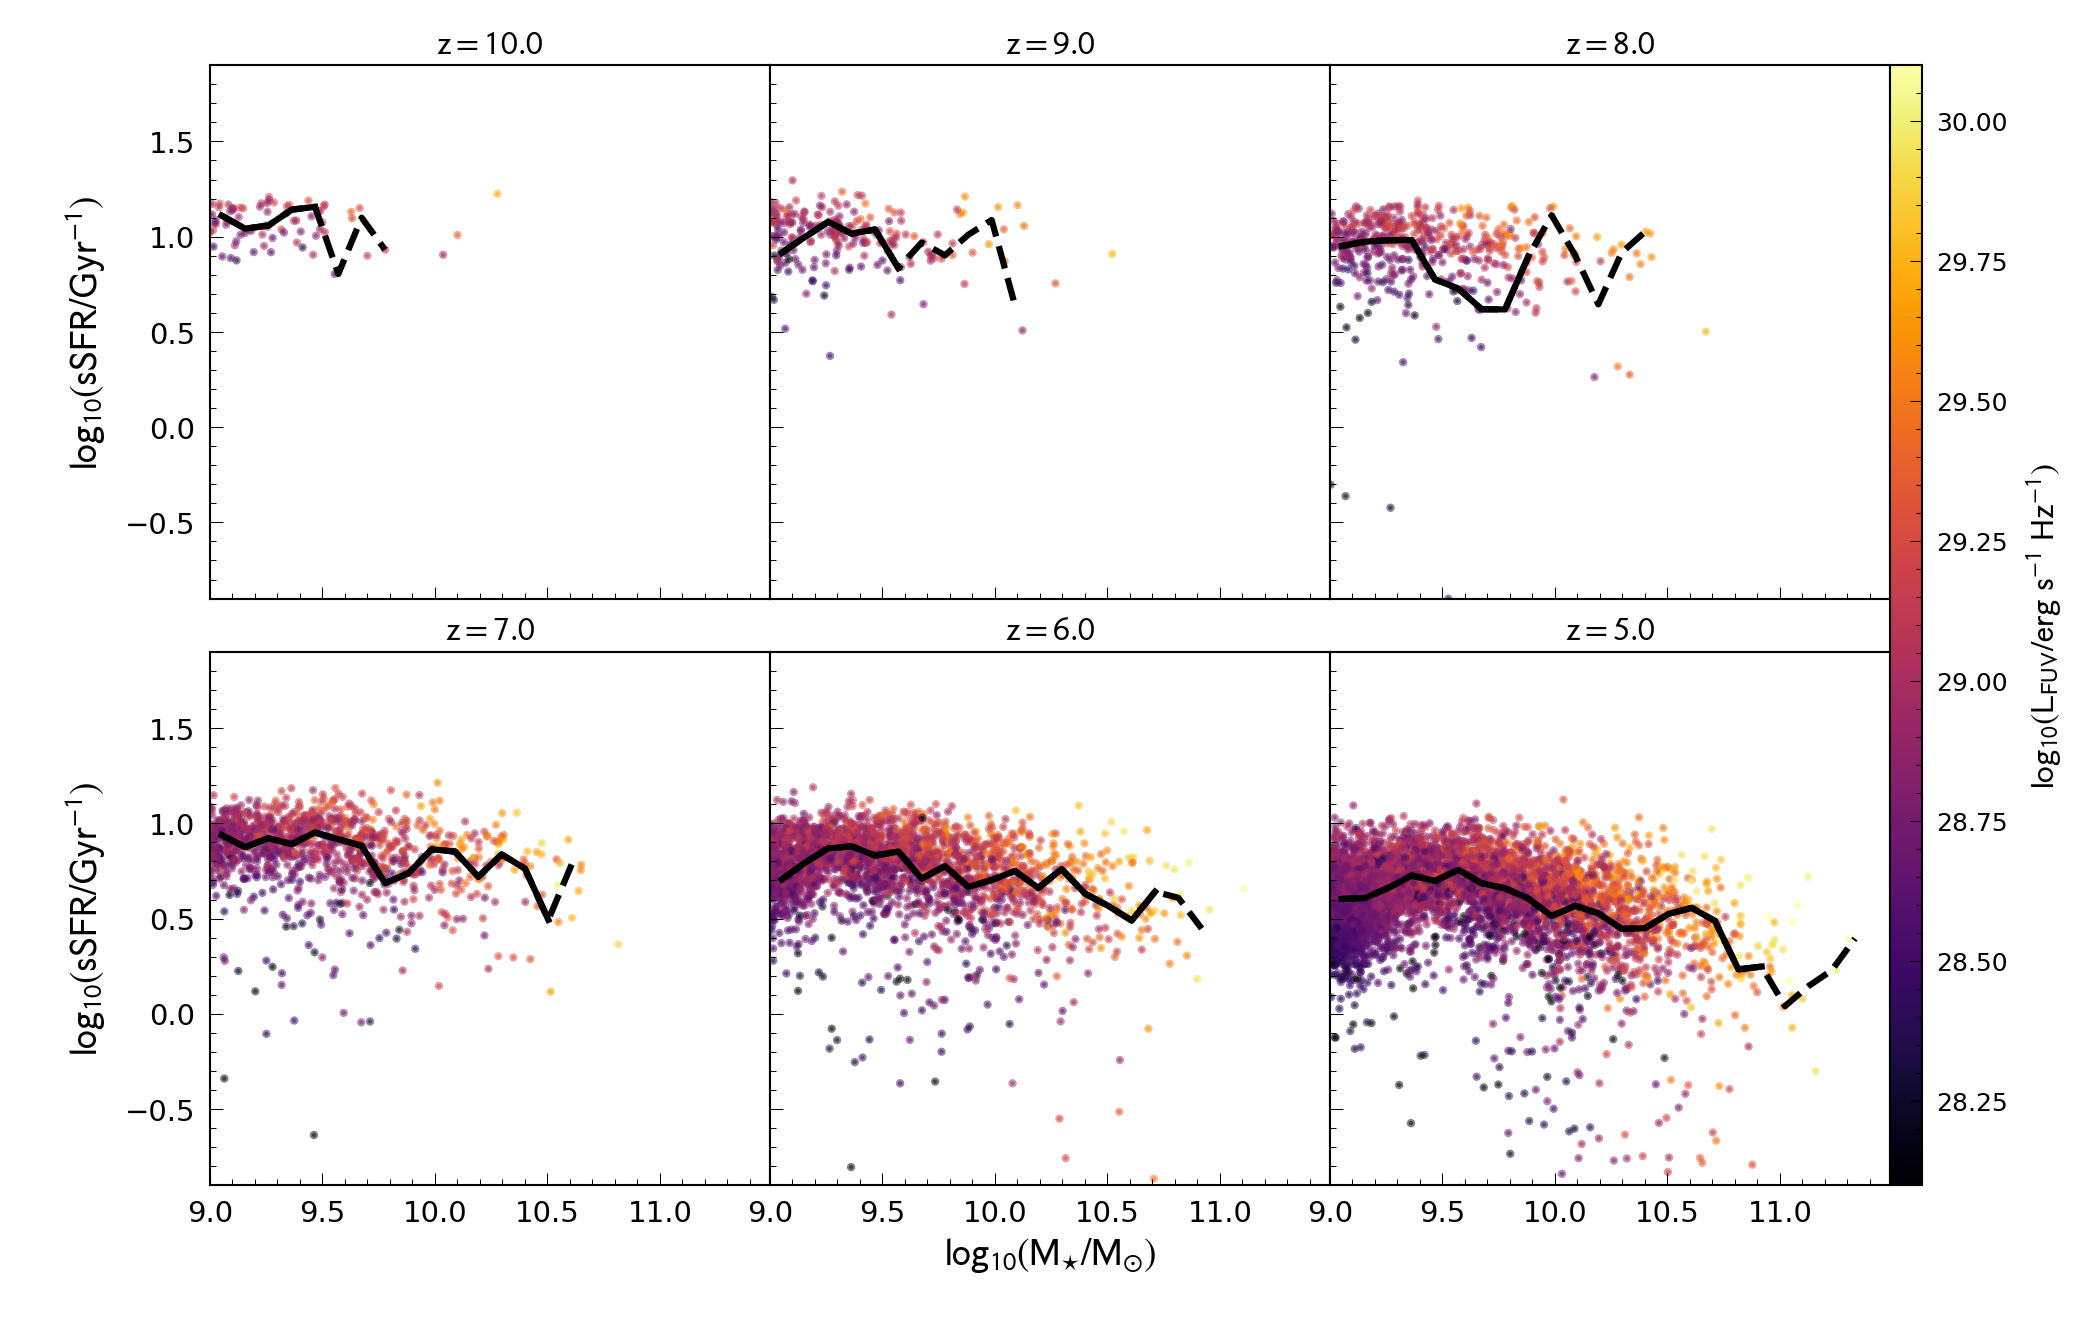 z = 10.0 z = 9.0 z = 8.0
1.5
1.0
0.5
0.0
−0.5
log₁₀(sSFR/Gyr⁻¹)
z = 7.0 z = 6.0 z = 5.0
1.5
1.0
0.5
0.0
−0.5
log₁₀(sSFR/Gyr⁻¹)
9.0 9.5 10.0 10.5 11.0 9.0 9.5 10.0 10.5 11.0 9.0 9.5 10.0 10.5 11.0
log₁₀(M⋆/M⊙)
30.00
29.75
29.50
29.25
29.00
28.75
28.50
28.25
log₁₀(L_FUV/erg s⁻¹ Hz⁻¹)